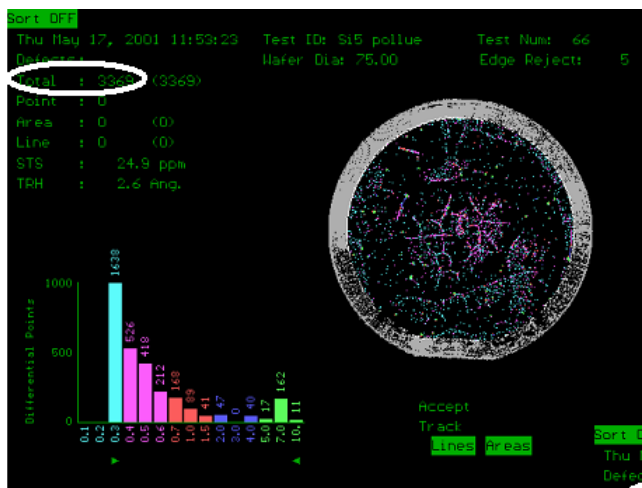 Sort OFF
Thu May 17, 2001 11:53:23 Test ID: Si5 pollue Test Num: 66
Defects: Wafer Dia: 75.00 Edge Reject: 5
Total : 3369 (3369)
Point : 0
Area : 0 (0)
Line : 0 (0)
STS : 24.9 ppm
TRH : 2.6 Ang.
Differential Points
1000
500
0
1638
526
418
212
168
89
41
47
0
40
17
162
11
0.1 0.2 0.3 0.4 0.5 0.6 0.7 1.0 1.5 2.0 3.0 4.0 5.0 7.0 10.
Accept
Track
Lines Areas
Sort O
Thu M
Defec